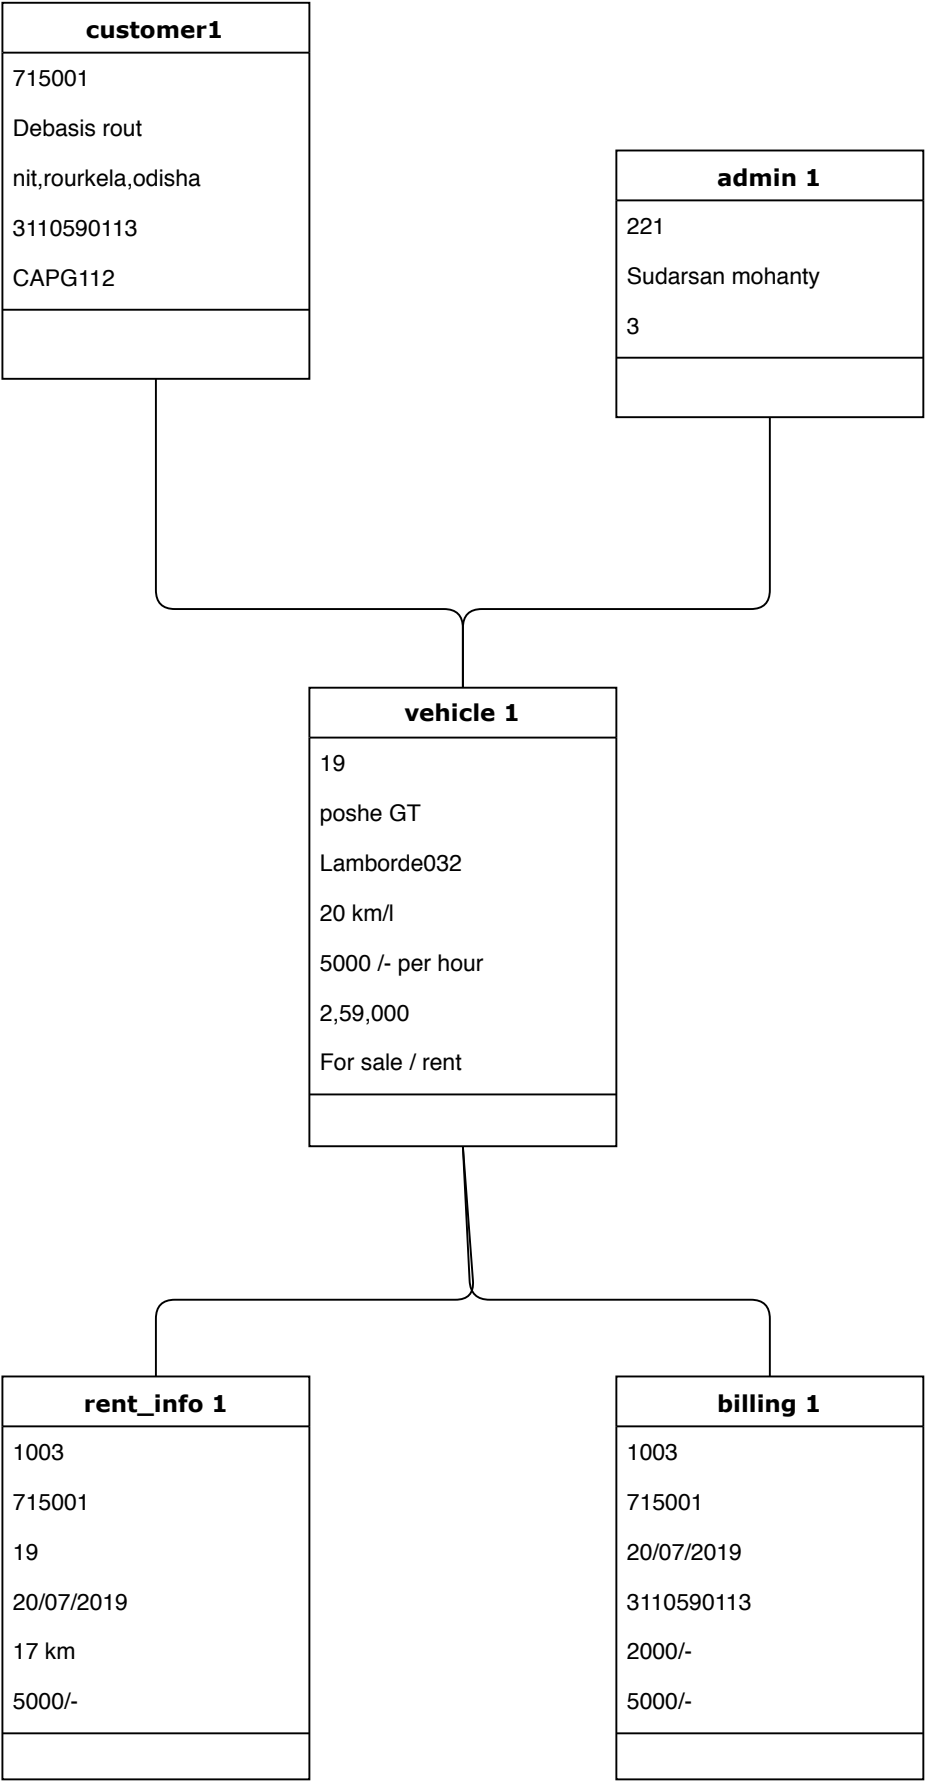 customer1
715001
Debasis rout
nit,rourkela,odisha
3110590113
CAPG112
admin 1
221
Sudarsan mohanty
3
vehicle 1
19
poshe GT
Lamborde032
20 km/l
5000 /- per hour
2,59,000
For sale / rent
rent_info 1
1003
715001
19
20/07/2019
17 km
5000/-
billing 1
1003
715001
20/07/2019
3110590113
2000/-
5000/-